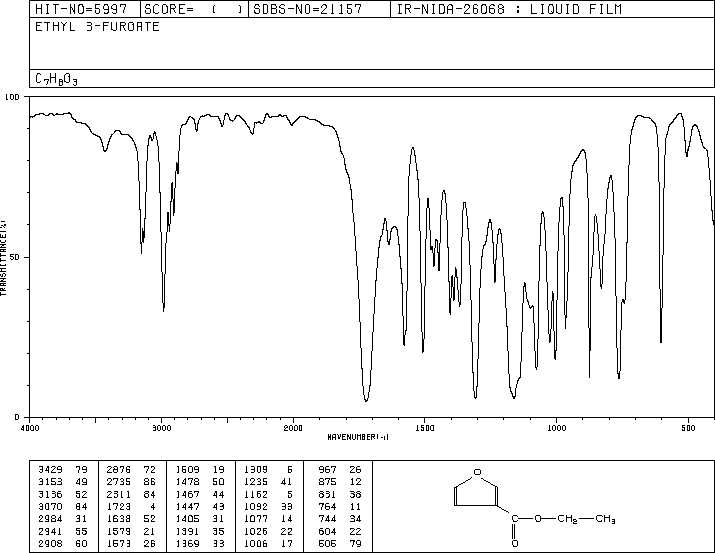 HIT-NO=5997 SCORE= ( ) SDBS-NO=21157 IR-NIDA-26068 : LIQUID FILM
ETHYL 3-FUROATE
C7H8O3
100
50
0
TRANSMITTANCE(%)
4000 3000 2000 1500 1000 500
WAVENUMBER(-1)
3429 79 2876 72 1509 19 1309 5 967 26
3153 49 2735 86 1478 50 1235 41 875 12
3136 52 2311 84 1467 44 1162 5 831 38
3070 84 1723 4 1447 43 1092 33 764 11
2984 31 1638 52 1405 31 1077 14 744 34
2941 55 1579 21 1391 35 1026 22 604 22
2908 60 1573 26 1369 33 1006 17 505 79
O
C—O—CH2—CH3
O